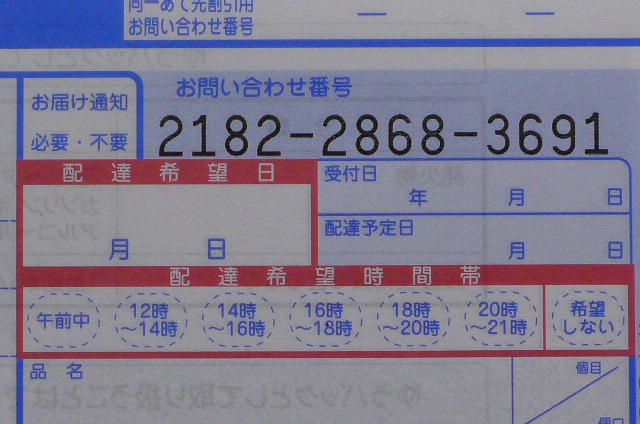 同一あて先割引用
お問い合わせ番号
お届け通知
必要・不要
お問い合わせ番号
2182-2868-3691
配達希望日
月 日
受付日
年 月 日
配達予定日
月 日
配達希望時間帯
午前中
12時
～14時
14時
～16時
16時
～18時
18時
～20時
20時
～21時
希望
しない
品名
個目
個口